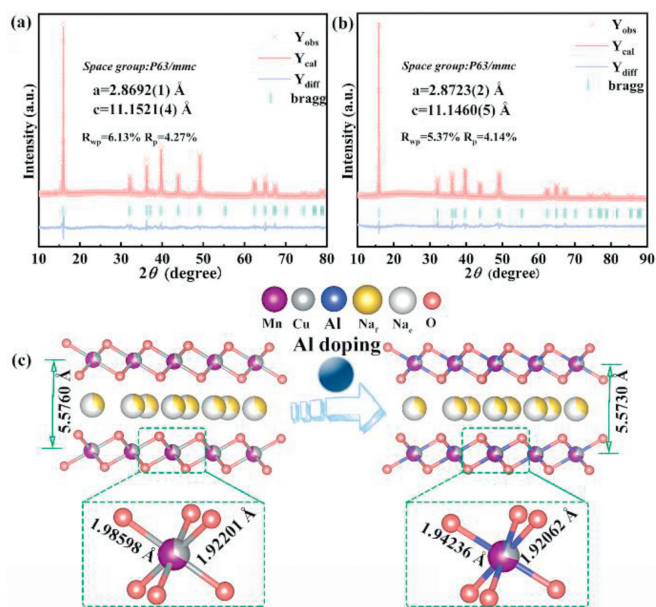 (a)
Y_obs
Y_cal
Y_diff
bragg
Space group:P63/mmc
a=2.8692(1) Å
c=11.1521(4) Å
R_wp=6.13% R_p=4.27%
Intensity (a.u.)
10 20 30 40 50 60 70 80
2θ (degree)
(b)
Y_obs
Y_cal
Y_diff
bragg
Space group:P63/mmc
a=2.8723(2) Å
c=11.1460(5) Å
R_wp=5.37% R_p=4.14%
Intensity (a.u.)
10 20 30 40 50 60 70 80 90
2θ (degree)
Mn Cu Al Na_f Na_e O
(c)
Al doping
5.5760 Å
5.5730 Å
1.98598 Å
1.92201 Å
1.94236 Å
1.92062 Å